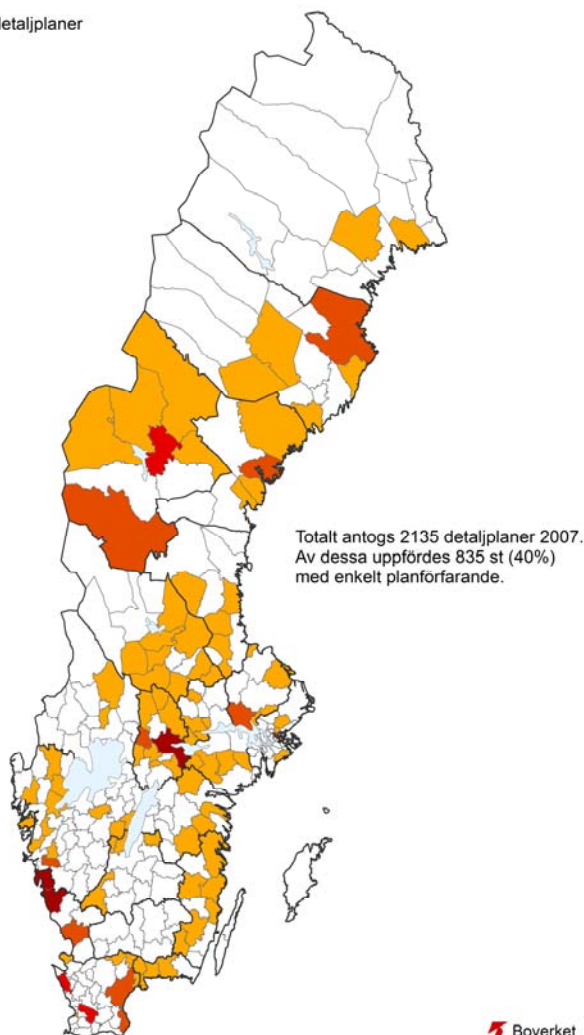 detaljplaner
Totalt antogs 2135 detaljplaner 2007.
Av dessa uppfördes 835 st (40%)
med enkelt planförfarande.
Boverket